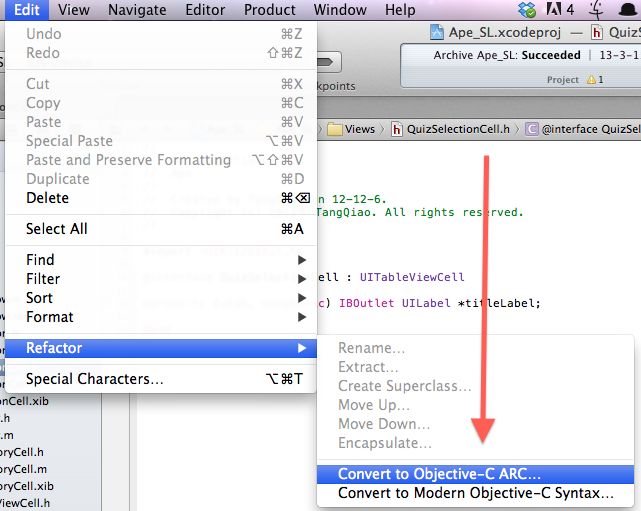 Edit View Navigate Editor Product Window Help 4
Ape_SL.xcodeproj — QuizS
Archive Ape_SL: Succeeded | 13-3-1
Project 1
kpoints
Views QuizSelectionCell.h @interface QuizSel
Undo ⌘Z
Redo ⇧⌘Z
Cut ⌘X
Copy ⌘C
Paste ⌘V
Special Paste ⌥⌘V
Paste and Preserve Formatting ⌥⇧⌘V
Duplicate ⌘D
Delete ⌘⌫
Select All ⌘A
Find
Filter
Sort
Format
Refactor
Special Characters… ⌥⌘T
n 12-12-6.
TangQiao. All rights reserved.
ell : UITableViewCell
c) IBOutlet UILabel *titleLabel;
Rename…
Extract…
Create Superclass…
Move Up…
Move Down…
Encapsulate…
Convert to Objective-C ARC…
Convert to Modern Objective-C Syntax…
onCell.xib
.h
.m
oryCell.h
oryCell.m
oryCell.xib
ViewCell.h